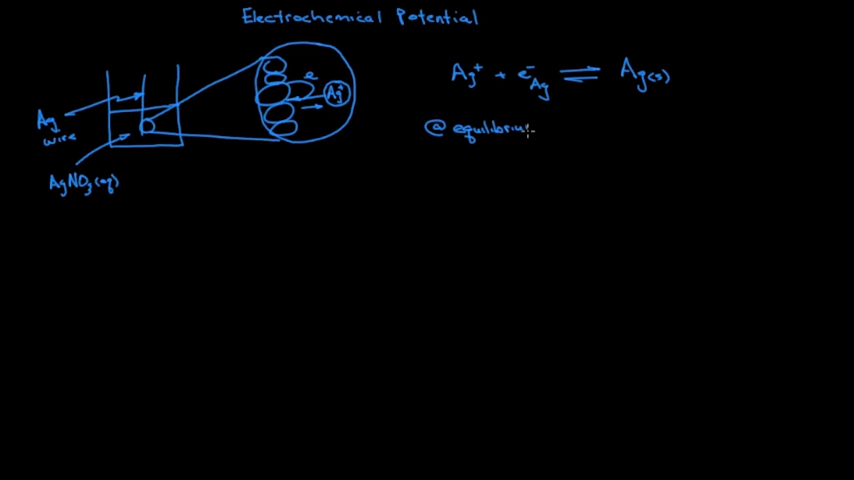 Electrochemical Potential
Ag⁺ + e⁻Ag ⇌ Ag(s)
@ equilibrium
e
Ag⁺
Ag
wire
AgNO₃(aq)